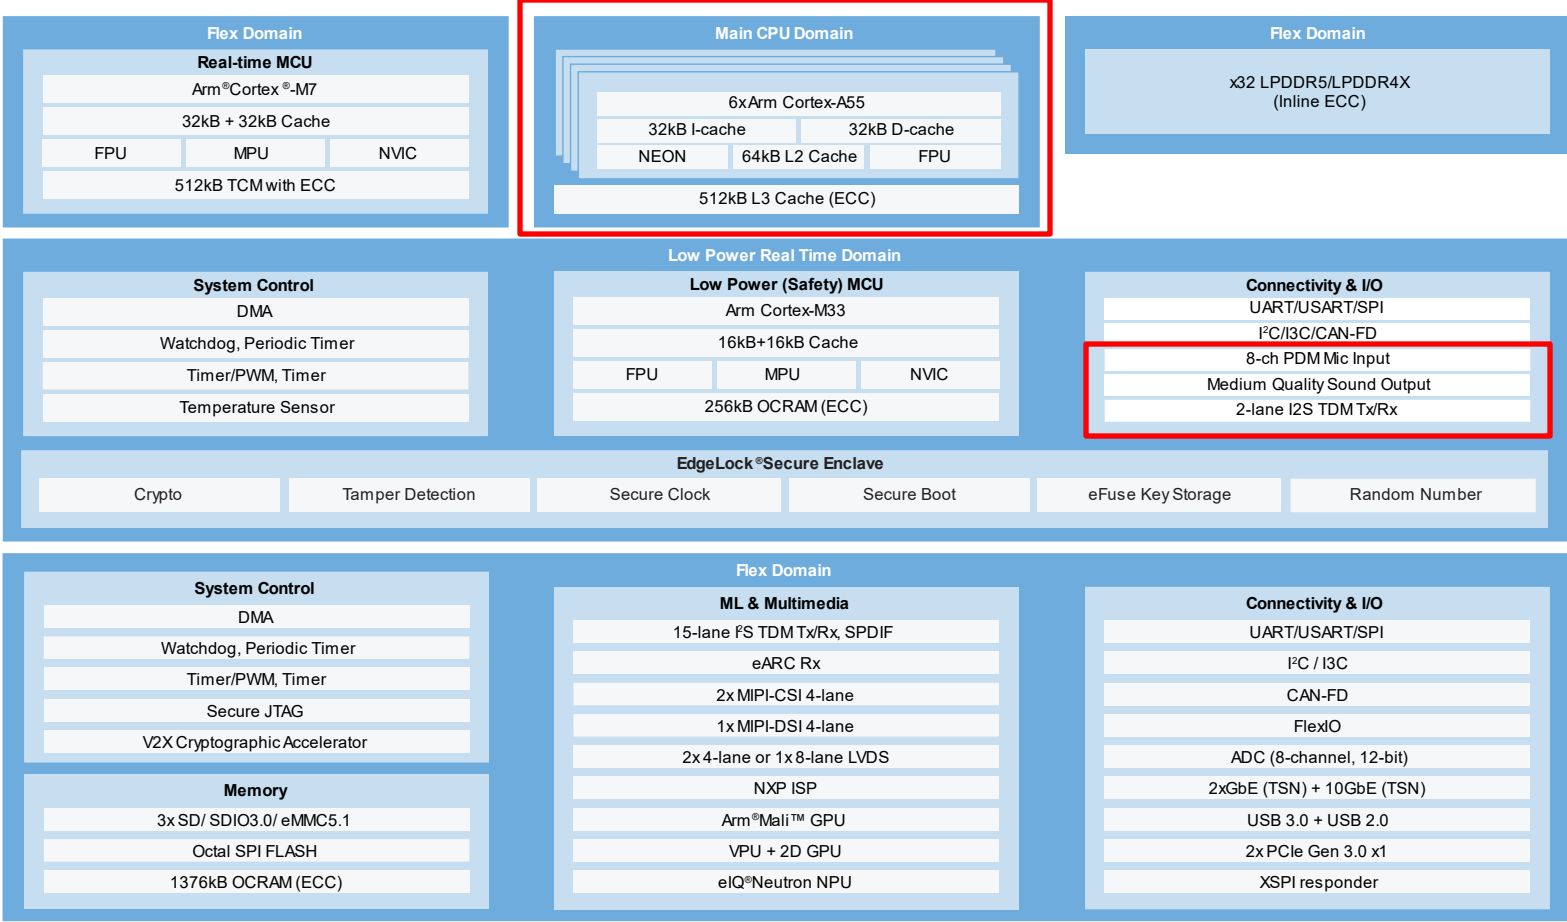 Flex Domain
Real-time MCU
Arm®Cortex ®-M7
32kB + 32kB Cache
FPU MPU NVIC
512kB TCM with ECC
Main CPU Domain
6xArm Cortex-A55
32kB I-cache 32kB D-cache
NEON 64kB L2 Cache FPU
512kB L3 Cache (ECC)
Flex Domain
x32 LPDDR5/LPDDR4X
(Inline ECC)
Low Power Real Time Domain
System Control
DMA
Watchdog, Periodic Timer
Timer/PWM, Timer
Temperature Sensor
Low Power (Safety) MCU
Arm Cortex-M33
16kB+16kB Cache
FPU MPU NVIC
256kB OCRAM (ECC)
Connectivity & I/O
UART/USART/SPI
I²C/I3C/CAN-FD
8-ch PDM Mic Input
Medium Quality Sound Output
2-lane I2S TDM Tx/Rx
EdgeLock®Secure Enclave
Crypto Tamper Detection Secure Clock Secure Boot eFuse Key Storage Random Number
Flex Domain
System Control
DMA
Watchdog, Periodic Timer
Timer/PWM, Timer
Secure JTAG
V2X Cryptographic Accelerator
Memory
3x SD/ SDIO3.0/ eMMC5.1
Octal SPI FLASH
1376kB OCRAM (ECC)
ML & Multimedia
15-lane I²S TDM Tx/Rx, SPDIF
eARC Rx
2x MIPI-CSI 4-lane
1x MIPI-DSI 4-lane
2x 4-lane or 1x 8-lane LVDS
NXP ISP
Arm®Mali™ GPU
VPU + 2D GPU
eIQ®Neutron NPU
Connectivity & I/O
UART/USART/SPI
I²C / I3C
CAN-FD
FlexIO
ADC (8-channel, 12-bit)
2xGbE (TSN) + 10GbE (TSN)
USB 3.0 + USB 2.0
2x PCIe Gen 3.0 x1
XSPI responder